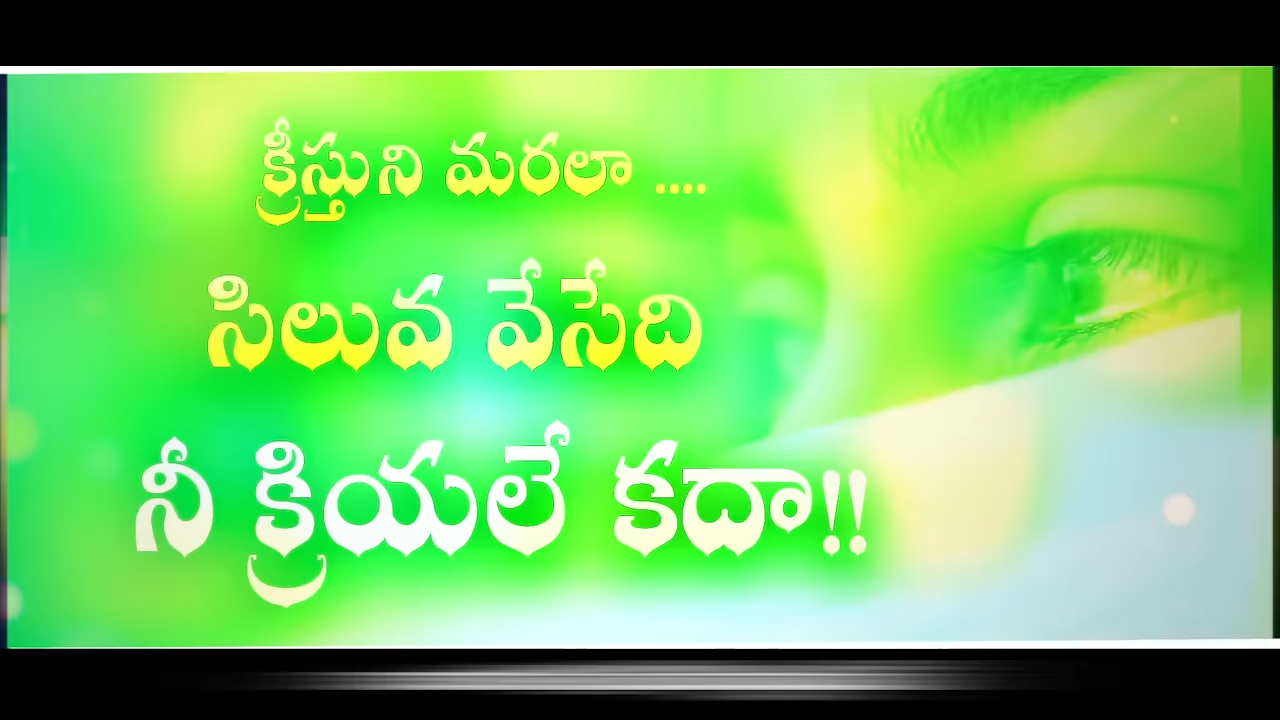 క్రీస్తుని మరలా ....
సిలువ వేసేది
నీ క్రియలే కదా!!